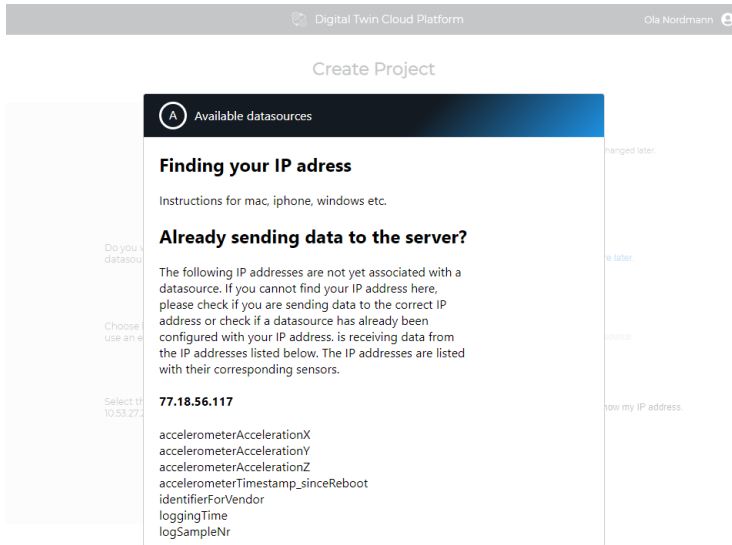 Digital Twin Cloud Platform
Ola Nordmann
Create Project
A
Available datasources
Finding your IP adress
Instructions for mac, iphone, windows etc.
Already sending data to the server?
The following IP addresses are not yet associated with a
datasource. If you cannot find your IP address here,
please check if you are sending data to the correct IP
address or check if a datasource has already been
configured with your IP address. is receiving data from
the IP addresses listed below. The IP addresses are listed
with their corresponding sensors.
77.18.56.117
accelerometerAccelerationX
accelerometerAccelerationY
accelerometerAccelerationZ
accelerometerTimestamp_sinceReboot
identifierForVendor
loggingTime
logSampleNr
hanged later.
Do you
datasou
e later.
Choose
use an
Select th
10.53.27.
ow my IP address.